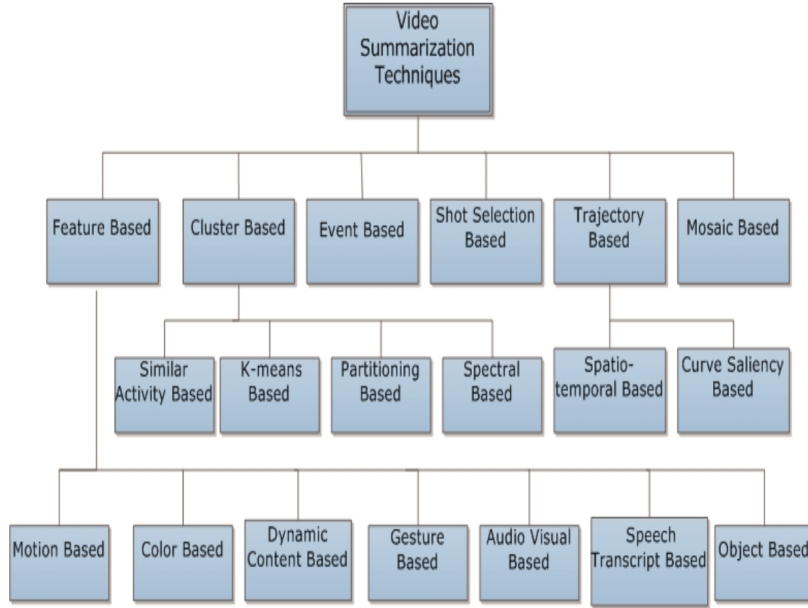 Video
Summarization
Techniques
Feature Based
Cluster Based
Event Based
Shot Selection
Based
Trajectory
Based
Mosaic Based
Similar
Activity Based
K-means
Based
Partitioning
Based
Spectral
Based
Spatio-
temporal Based
Curve Saliency
Based
Motion Based
Color Based
Dynamic
Content Based
Gesture
Based
Audio Visual
Based
Speech
Transcript Based
Object Based